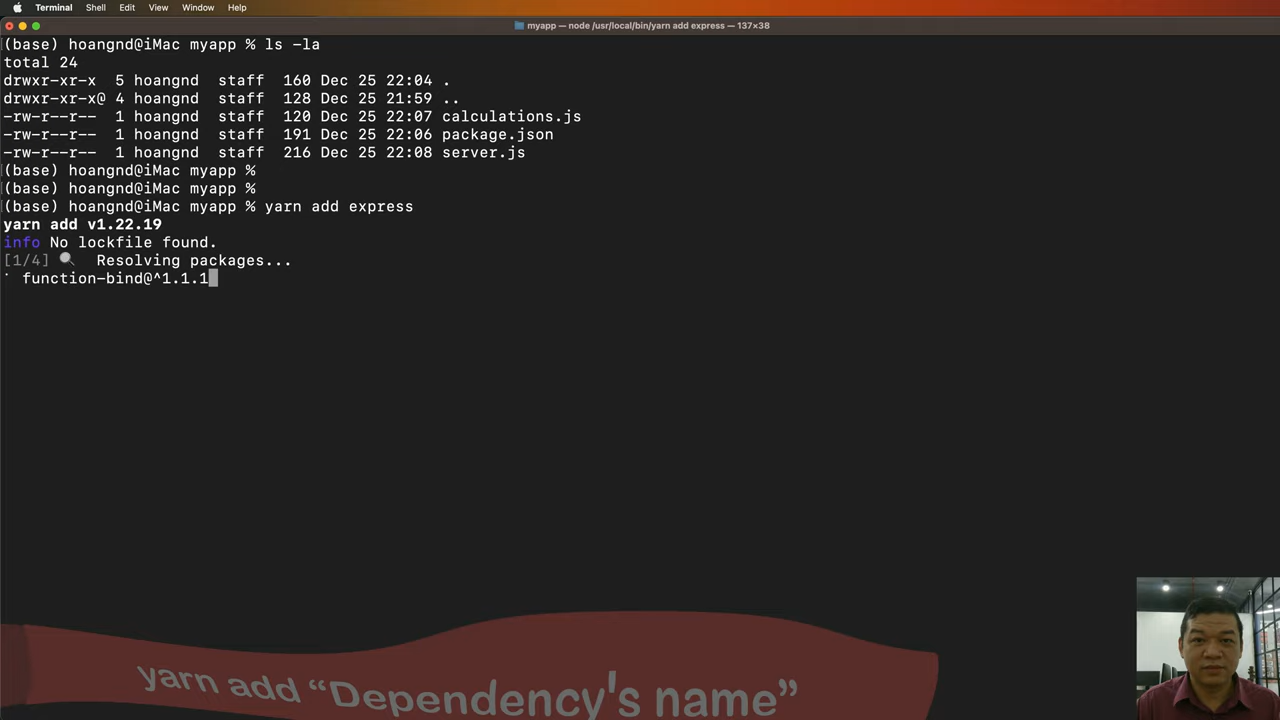 Terminal Shell Edit View Window Help
myapp — node /usr/local/bin/yarn add express — 137×38
(base) hoangnd@iMac myapp % ls -la
total 24
drwxr-xr-x 5 hoangnd staff 160 Dec 25 22:04 .
drwxr-xr-x@ 4 hoangnd staff 128 Dec 25 21:59 ..
-rw-r--r-- 1 hoangnd staff 120 Dec 25 22:07 calculations.js
-rw-r--r-- 1 hoangnd staff 191 Dec 25 22:06 package.json
-rw-r--r-- 1 hoangnd staff 216 Dec 25 22:08 server.js
(base) hoangnd@iMac myapp %
(base) hoangnd@iMac myapp %
(base) hoangnd@iMac myapp % yarn add express
yarn add v1.22.19
info No lockfile found.
[1/4] 🔍 Resolving packages...
⠁ function-bind@^1.1.1
yarn add “Dependency's name”